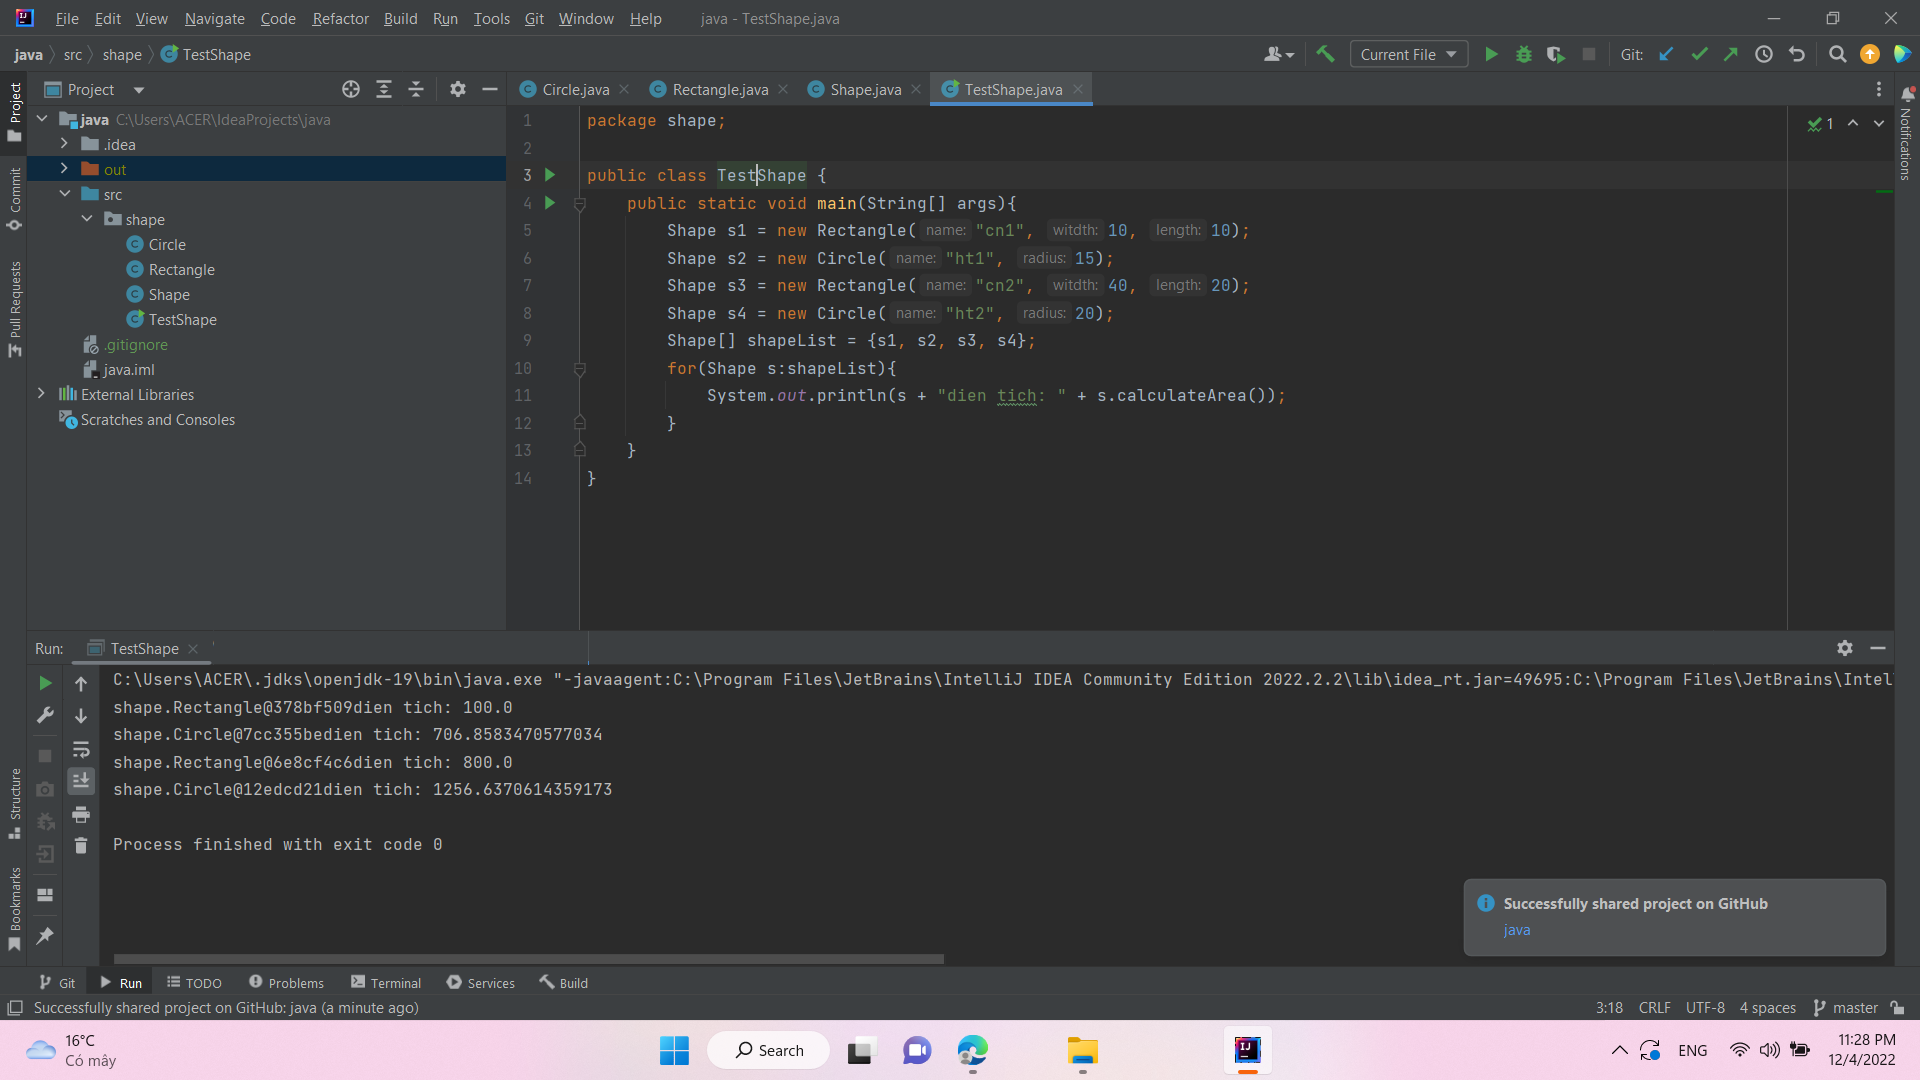 File Edit View Navigate Code Refactor Build Run Tools Git Window Help java - TestShape.java
java src shape TestShape Current File Git:
Project
Circle.java Rectangle.java Shape.java TestShape.java
java C:\Users\ACER\IdeaProjects\java
.idea
out
src
shape
Circle
Rectangle
Shape
TestShape
.gitignore
java.iml
External Libraries
Scratches and Consoles
Project
Commit
Pull Requests
Structure
Bookmarks
Notifications
1
1 package shape;
2
3 public class TestShape {
4 public static void main(String[] args){
5 Shape s1 = new Rectangle( name: "cn1", witdth: 10, length: 10);
6 Shape s2 = new Circle( name: "ht1", radius: 15);
7 Shape s3 = new Rectangle( name: "cn2", witdth: 40, length: 20);
8 Shape s4 = new Circle( name: "ht2", radius: 20);
9 Shape[] shapeList = {s1, s2, s3, s4};
10 for(Shape s:shapeList){
11 System.out.println(s + "dien tich: " + s.calculateArea());
12 }
13 }
14 }
Run: TestShape
C:\Users\ACER\.jdks\openjdk-19\bin\java.exe "-javaagent:C:\Program Files\JetBrains\IntelliJ IDEA Community Edition 2022.2.2\lib\idea_rt.jar=49695:C:\Program Files\JetBrains\Intel
shape.Rectangle@378bf509dien tich: 100.0
shape.Circle@7cc355bedien tich: 706.8583470577034
shape.Rectangle@6e8cf4c6dien tich: 800.0
shape.Circle@12edcd21dien tich: 1256.6370614359173
Process finished with exit code 0
Successfully shared project on GitHub
java
Git Run TODO Problems Terminal Services Build
Successfully shared project on GitHub: java (a minute ago) 3:18 CRLF UTF-8 4 spaces master
16°C
Có mây
Search
ENG
11:28 PM
12/4/2022